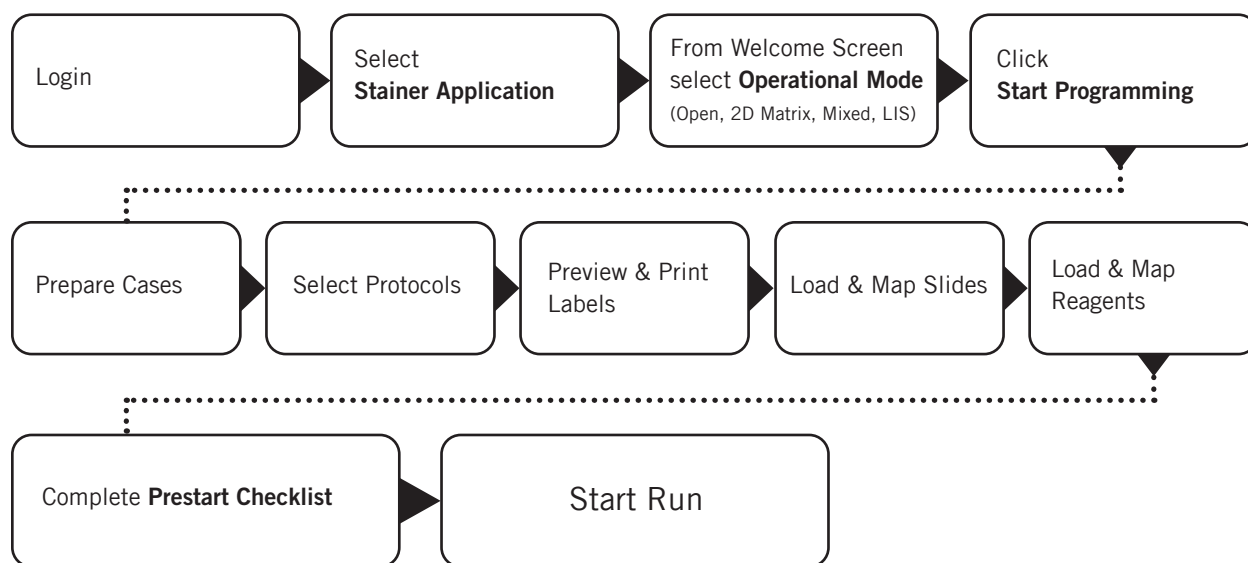 Login
Select
Stainer Application
From Welcome Screen
select Operational Mode
(Open, 2D Matrix, Mixed, LIS)
Click
Start Programming
Prepare Cases
Select Protocols
Preview & Print
Labels
Load & Map Slides
Load & Map
Reagents
Complete Prestart Checklist
Start Run